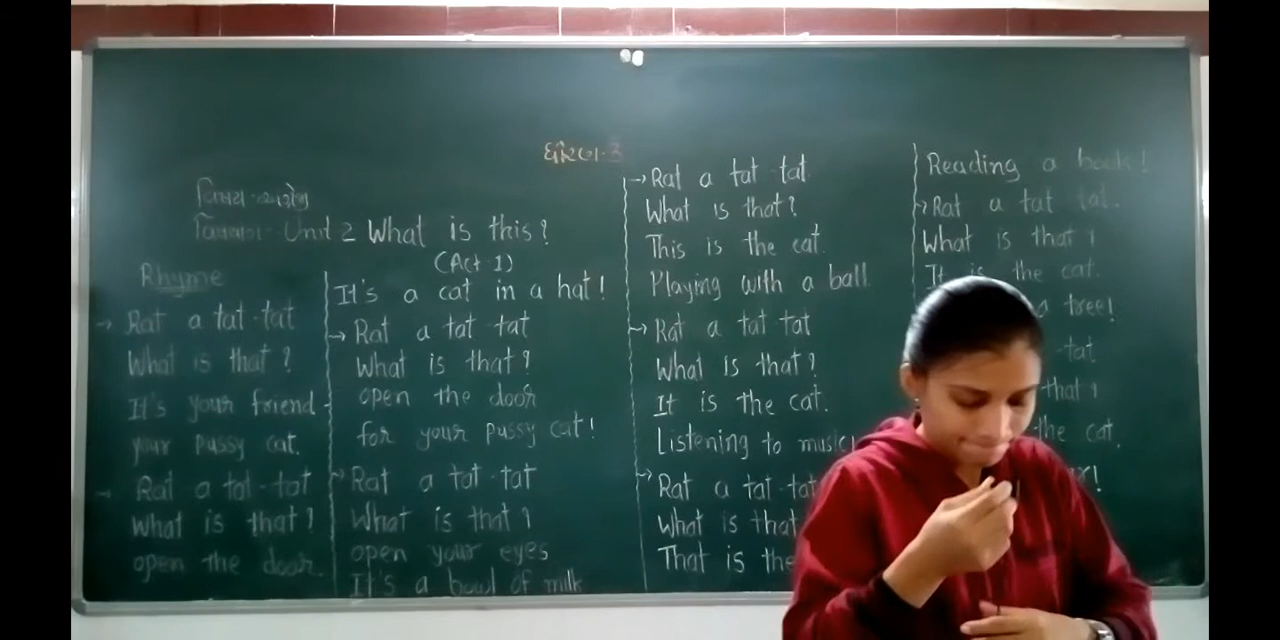 ધોરણ-3
વિષય-અંગ્રેજી
Unit 2 What is this?
(Act-1)
Rhyme
→ Rat a tat-tat
What is that?
It's your friend
your pussy cat.
→ Rat a tat-tat
What is that?
open the door.
It's a cat in a hat!
→ Rat a tat tat
What is that?
open the door
for your pussy cat!
→ Rat a tat-tat
What is that?
open your eyes
It's a bowl of milk
→ Rat a tat-tat
What is that?
This is the cat.
Playing with a ball
→ Rat a tat tat
What is that?
It is the cat.
Listening to music!
→ Rat a tat-tat
What is that
That is the
Reading a book!
→ Rat a tat tat.
What is that?
It is the cat.
a tree!
tat
that?
the cat.